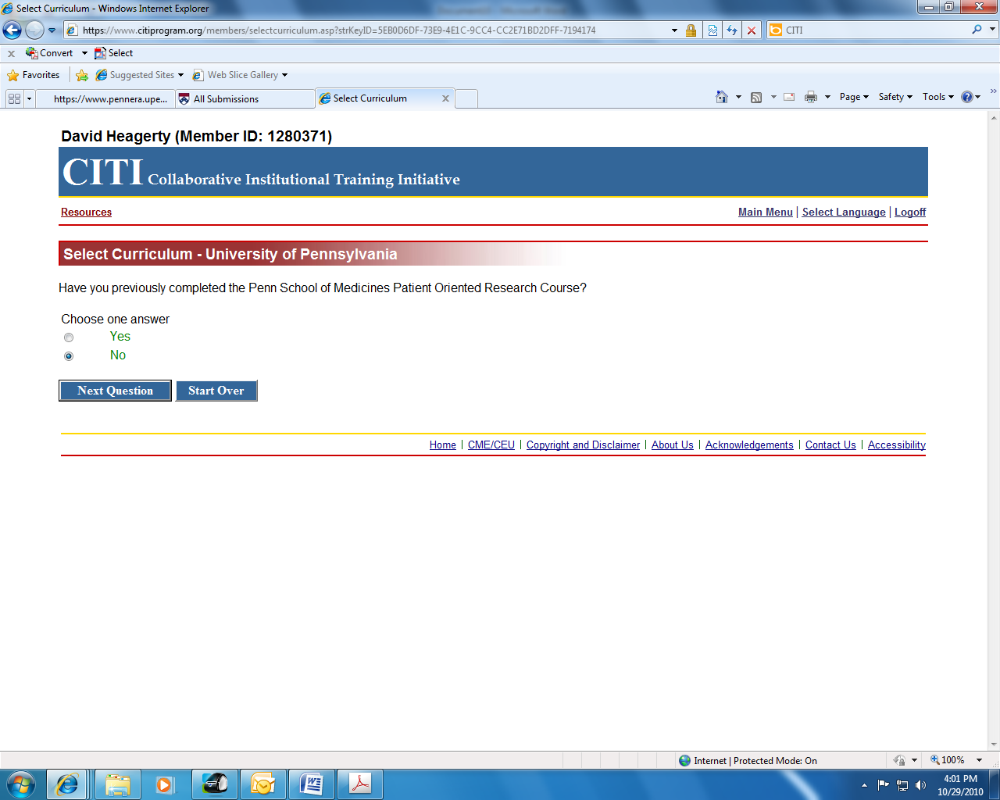 Select Curriculum - Windows Internet Explorer
https://www.citiprogram.org/members/selectcurriculum.asp?strKeyID=5EB0D6DF-73E9-4E1C-9CC4-CC2E71BD2DFF-7194174
CITI
x Convert Select
Favorites Suggested Sites Web Slice Gallery
https://www.pennera.upe... All Submissions Select Curriculum x Page Safety Tools
David Heagerty (Member ID: 1280371)
CITI Collaborative Institutional Training Initiative
Resources Main Menu | Select Language | Logoff
Select Curriculum - University of Pennsylvania
Have you previously completed the Penn School of Medicines Patient Oriented Research Course?
Choose one answer
Yes
No
Next Question Start Over
Home | CME/CEU | Copyright and Disclaimer | About Us | Acknowledgements | Contact Us | Accessibility
Internet | Protected Mode: On 100%
4:01 PM
10/29/2010